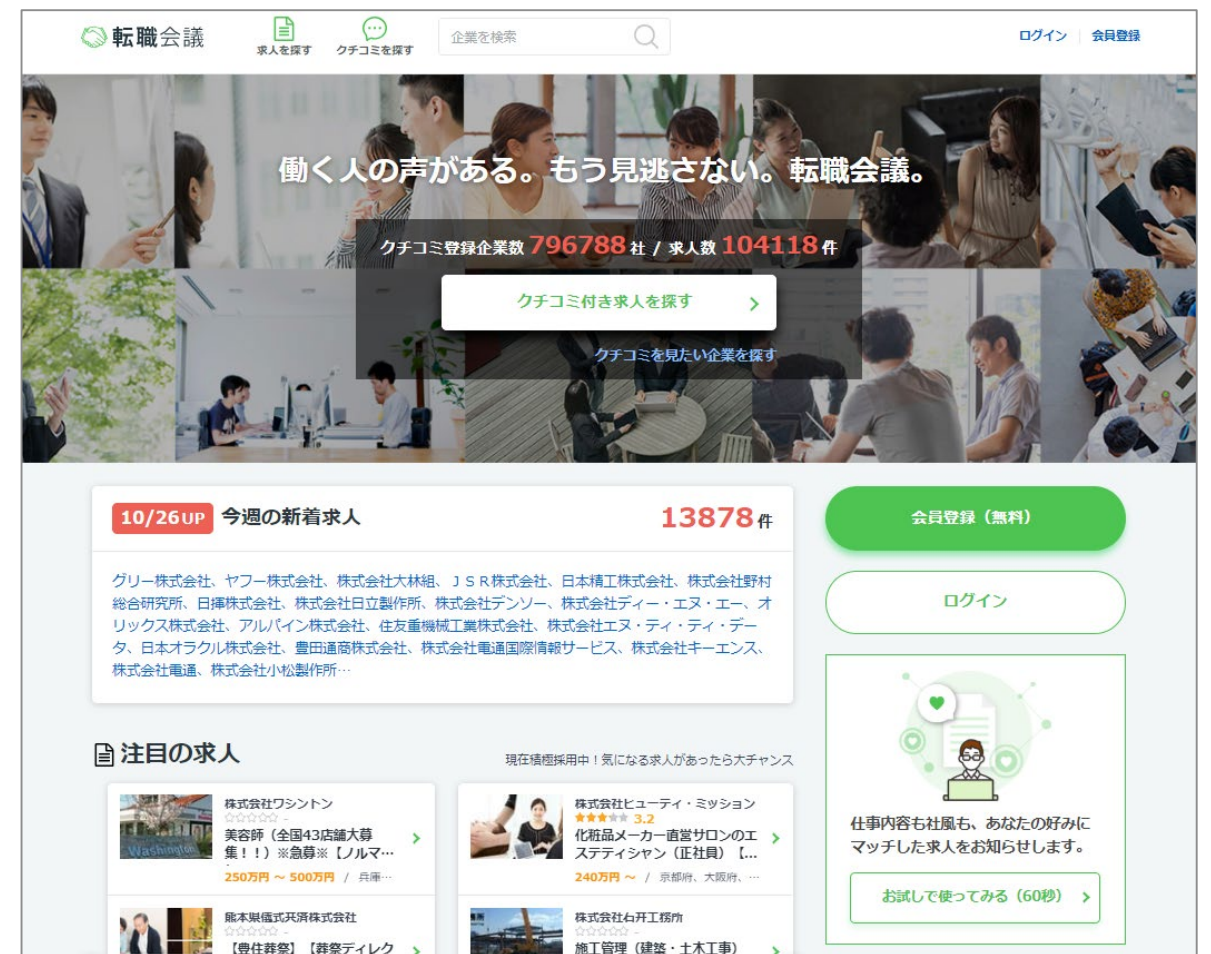 転職会議
求人を探す
クチコミを探す
企業を検索
ログイン
会員登録
働く人の声がある。もう見逃さない。転職会議。
クチコミ登録企業数 796788 社 / 求人数 104118 件
クチコミ付き求人を探す
クチコミを見たい企業を探す
10/26 UP 今週の新着求人 13878 件
グリー株式会社、ヤフー株式会社、株式会社大林組、ＪＳＲ株式会社、日本精工株式会社、株式会社野村
総合研究所、日揮株式会社、株式会社日立製作所、株式会社デンソー、株式会社ディー・エヌ・エー、オ
リックス株式会社、アルパイン株式会社、住友重機械工業株式会社、株式会社エヌ・ティ・ティ・デー
タ、日本オラクル株式会社、豊田通商株式会社、株式会社電通国際情報サービス、株式会社キーエンス、
株式会社電通、株式会社小松製作所…
会員登録（無料）
ログイン
注目の求人
現在積極採用中！気になる求人があったら大チャンス
Washington
株式会社ワシントン
☆☆☆☆☆ -
美容師（全国43店舗大募
集！！）※急募※【ノルマ…
250万円 ~ 500万円 / 兵庫…
株式会社ビューティ・ミッション
★★★☆☆ 3.2
化粧品メーカー直営サロンのエ
ステティシャン（正社員）【...
240万円 ~ / 京都府、大阪府、…
熊本県儀式共済株式会社
☆☆☆☆☆ -
【豊住葬祭】【葬祭ディレク
株式会社石井工務所
☆☆☆☆☆ -
施工管理（建築・土木工事）
仕事内容も社風も、あなたの好みに
マッチした求人をお知らせします。
お試しで使ってみる（60秒）